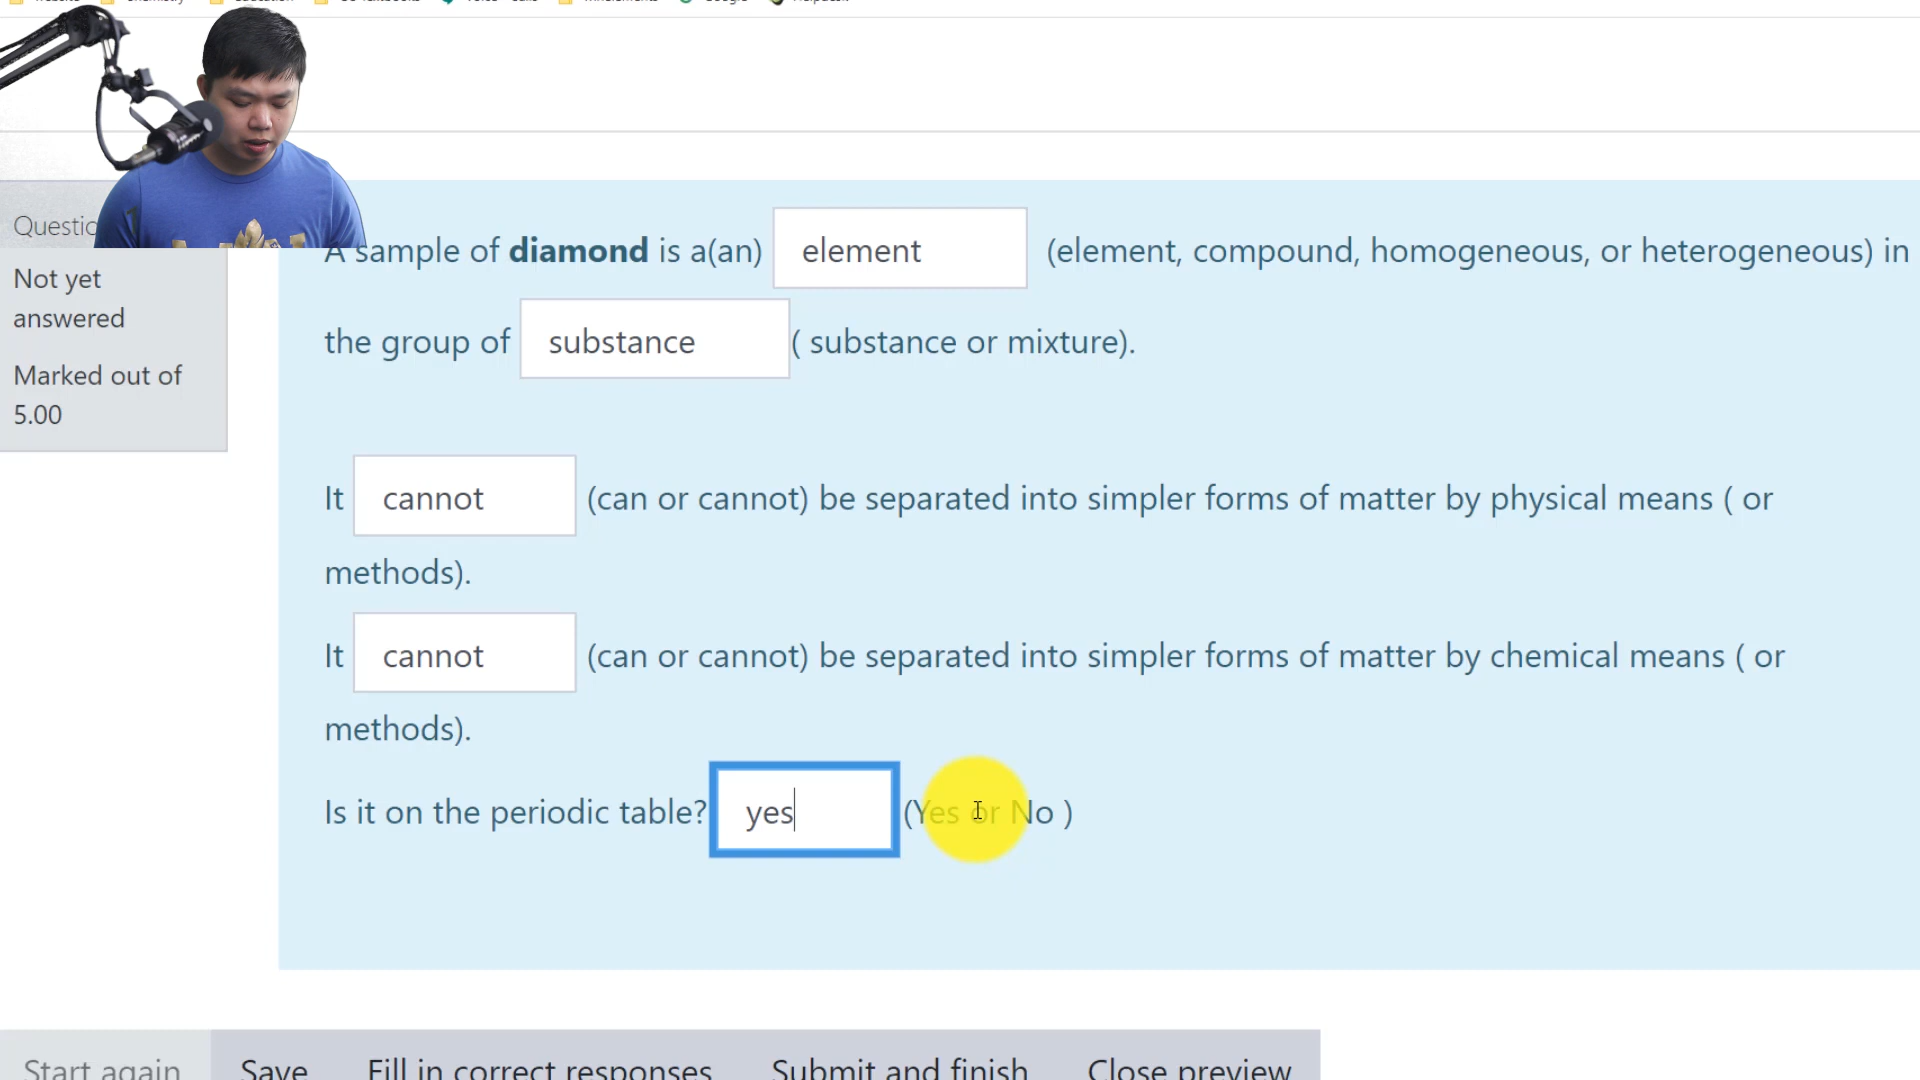 Questio
Not yet
answered
Marked out of
5.00
A sample of diamond is a(an) element (element, compound, homogeneous, or heterogeneous) in
the group of substance ( substance or mixture).
It cannot (can or cannot) be separated into simpler forms of matter by physical means ( or
methods).
It cannot (can or cannot) be separated into simpler forms of matter by chemical means ( or
methods).
Is it on the periodic table? yes (Yes or No )
Start again Save Fill in correct responses Submit and finish Close preview